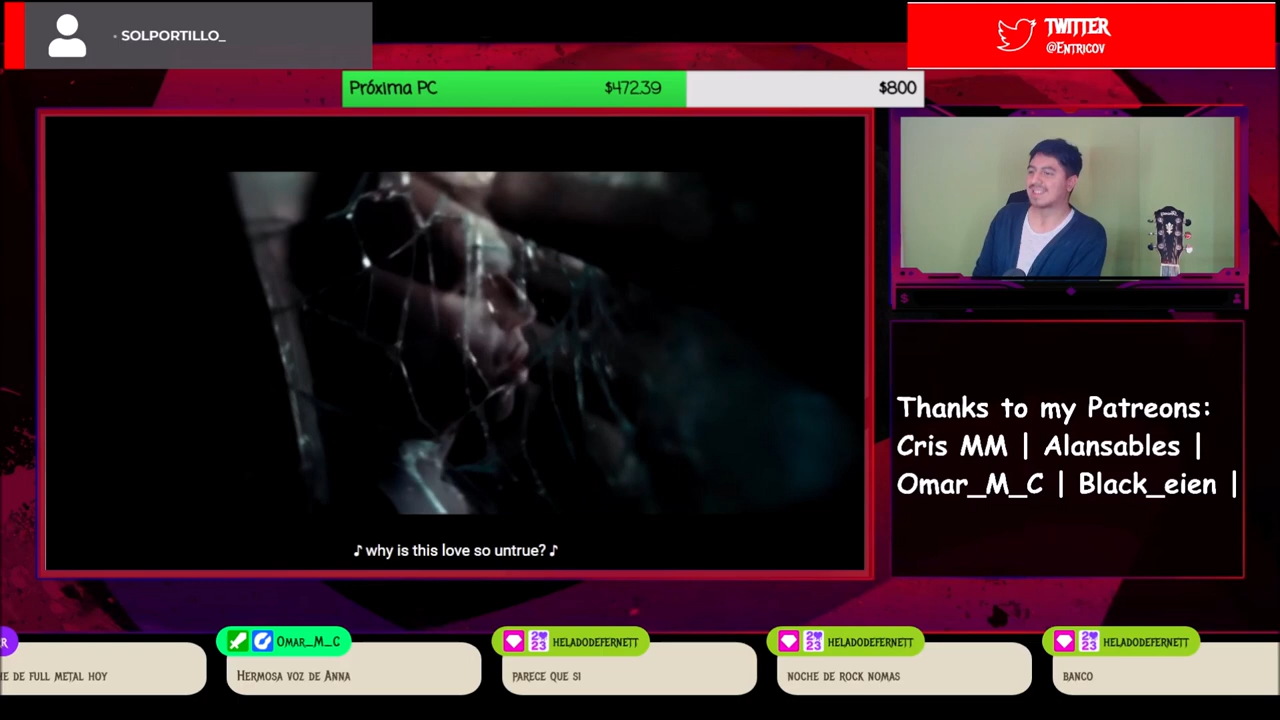 SOLPORTILLO_
TWITTER
@Entricov
Próxima PC $472.39 $800
Thanks to my Patreons:
Cris MM | Alansables |
Omar_M_C | Black_eien |
♪ why is this love so untrue? ♪
R
Omar_M_C
HELADODEFERNETT
HELADODEFERNETT
HELADODEFERNETT
E DE FULL METAL HOY
Hermosa voz de Anna
PARECE QUE SI
NOCHE DE ROCK NOMAS
BANCO